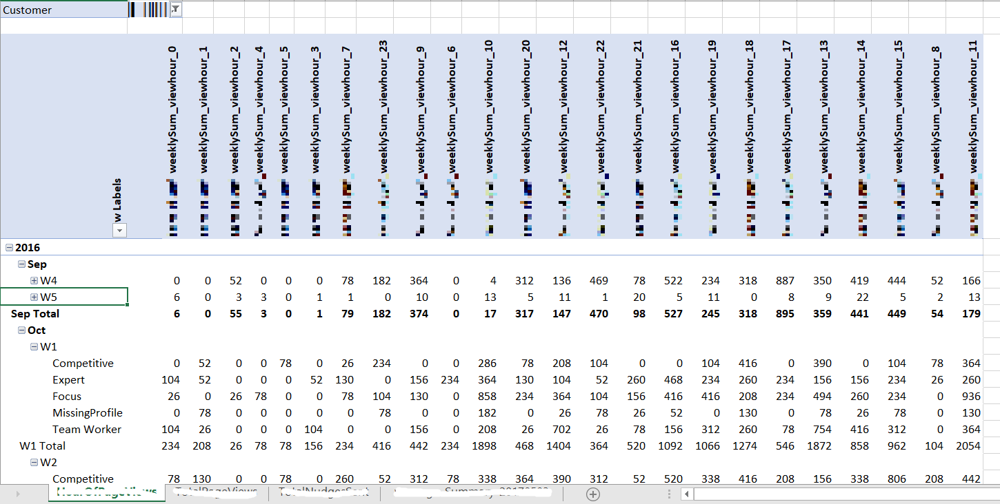 Customer
w Labels weeklySum_viewhour_0 weeklySum_viewhour_1 weeklySum_viewhour_2 weeklySum_viewhour_4 weeklySum_viewhour_5 weeklySum_viewhour_3 weeklySum_viewhour_7 weeklySum_viewhour_23 weeklySum_viewhour_9 weeklySum_viewhour_6 weeklySum_viewhour_10 weeklySum_viewhour_20 weeklySum_viewhour_12 weeklySum_viewhour_22 weeklySum_viewhour_21 weeklySum_viewhour_16 weeklySum_viewhour_19 weeklySum_viewhour_18 weeklySum_viewhour_17 weeklySum_viewhour_13 weeklySum_viewhour_14 weeklySum_viewhour_15 weeklySum_viewhour_8 weeklySum_viewhour_11
2016
Sep
W4 0 0 52 0 0 0 78 182 364 0 4 312 136 469 78 522 234 318 887 350 419 444 52 166
W5 6 0 3 3 0 1 1 0 10 0 13 5 11 1 20 5 11 0 8 9 22 5 2 13
Sep Total 6 0 55 3 0 1 79 182 374 0 17 317 147 470 98 527 245 318 895 359 441 449 54 179
Oct
W1
Competitive 0 52 0 0 78 0 26 234 0 0 286 78 208 104 0 0 104 416 0 390 0 104 78 364
Expert 104 52 0 0 0 52 130 0 156 234 364 130 104 52 260 468 234 260 234 156 156 234 26 260
Focus 26 0 26 78 0 0 78 104 130 0 858 234 364 104 156 416 416 208 234 494 260 234 0 936
MissingProfile 0 78 0 0 0 0 0 78 0 0 182 0 26 78 26 52 0 130 0 78 26 78 0 130
Team Worker 104 26 0 0 0 104 0 0 156 0 208 26 702 26 78 156 312 260 78 754 416 312 0 364
W1 Total 234 208 26 78 78 156 234 416 442 234 1898 468 1404 364 520 1092 1066 1274 546 1872 858 962 104 2054
W2
Competitive 78 130 0 0 78 0 260 52 312 78 338 364 390 312 52 520 338 416 208 156 338 806 208 442
HourOfPageViews TotalPageViews TotalNudgesSent